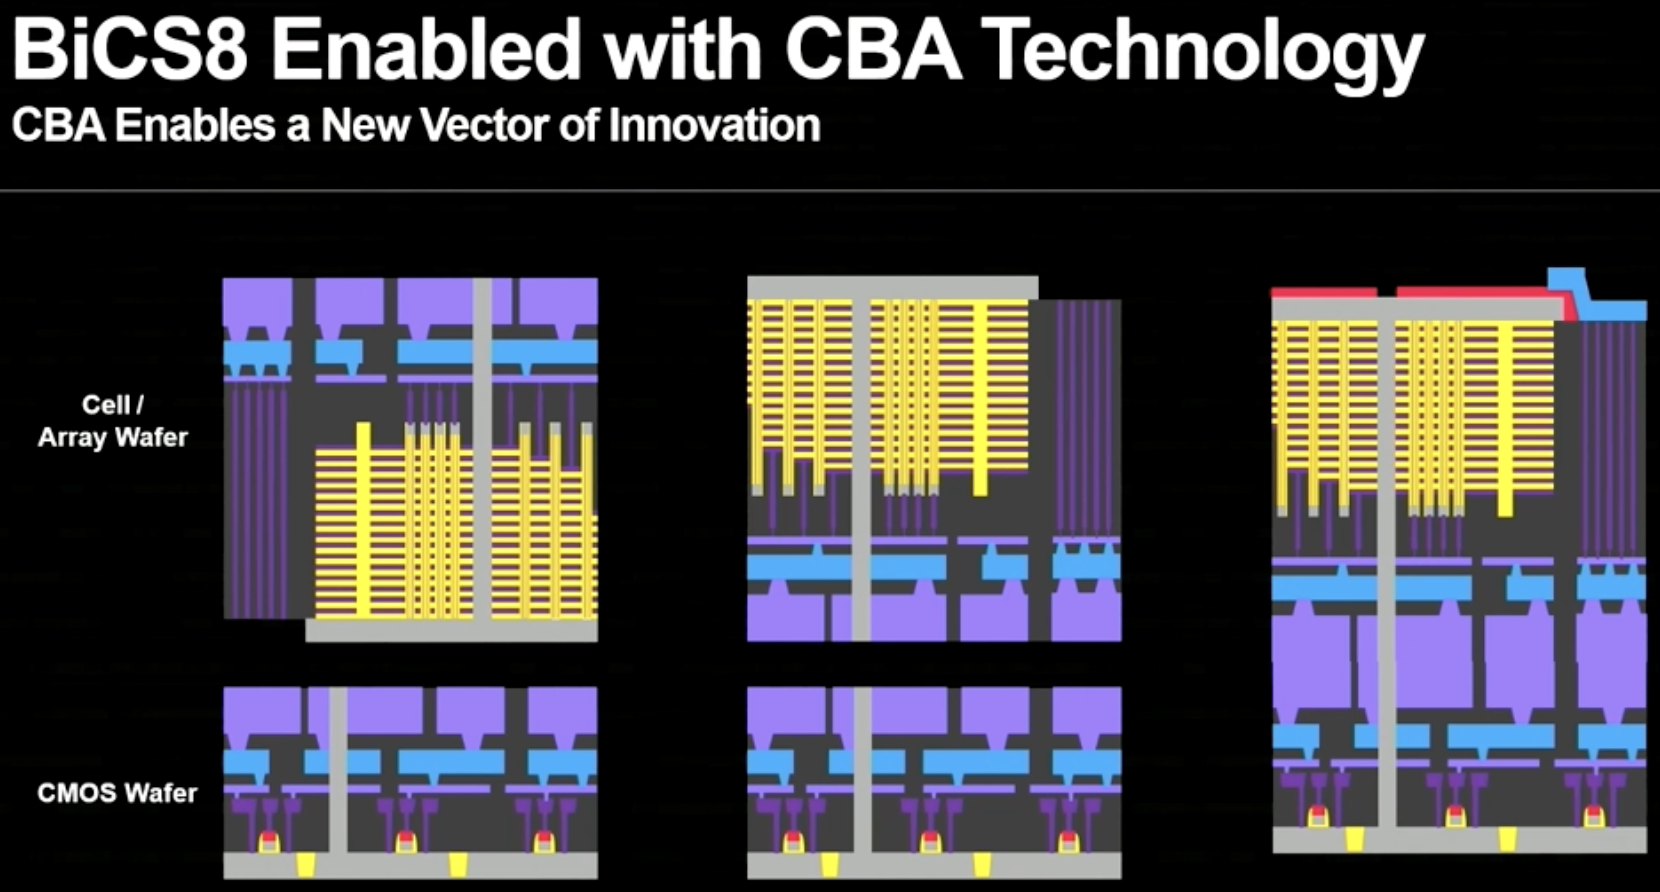 BiCS8 Enabled with CBA Technology
CBA Enables a New Vector of Innovation
Cell /
Array Wafer
CMOS Wafer